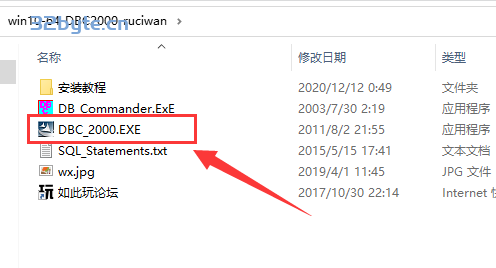 win10-64-DBC2000-ruciwan
92byte.cn
名称
修改日期
类型
安装教程
2020/12/12 0:49
文件夹
DB_Commander.ExE
2003/7/30 2:19
应用程序
DBC_2000.EXE
2011/8/2 21:55
应用程序
SQL_Statements.txt
2015/5/15 17:41
文本文档
wx.jpg
2019/4/1 11:45
JPG 文件
玩 如此玩论坛
2017/10/30 22:14
Internet